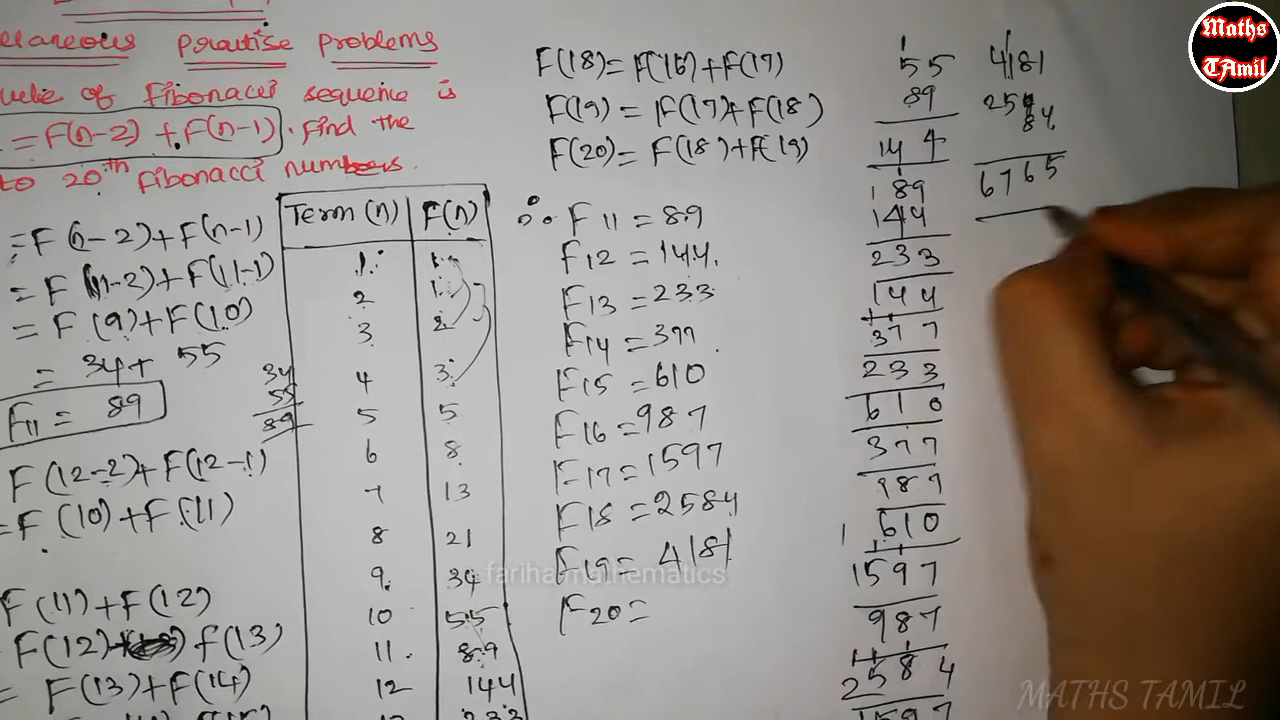 Maths
TAmil
laneous Practise Problems
of Fibonacci sequence is
= F(n-2) + F(n-1). Find the
to 20th Fibonacci numbers.
= F(n-2) + F(n-1)
= F(11-2) + F(11-1)
= F(9) + F(10)
= 34 + 55
F11 = 89
34
55
89
F(12-2) + F(12-1)
= F(10) + F(11)
F(11) + F(12)
F(12) + f(13)
= F(13) + F(14)
Term (n) F(n)
1. 1.
2 1.
3 2
4 3.
5 5
6 8
7 13
8 21
9. 34
10 55
11. 89
12 144
233
F(18) = F(16) + F(17)
F(19) = F(17) + F(18)
F(20) = F(18) + F(19)
∴ F11 = 89
F12 = 144.
F13 = 233
F14 = 377.
F15 = 610
F16 = 987
F17 = 1597
F18 = 2584
F19 = 4181
F20 =
1
55
89
144
189
144
233
144
377
233
610
377
987
610
1597
987
2584
1597
4181
2584
6765
fariha mathematics
MATHS TAMIL